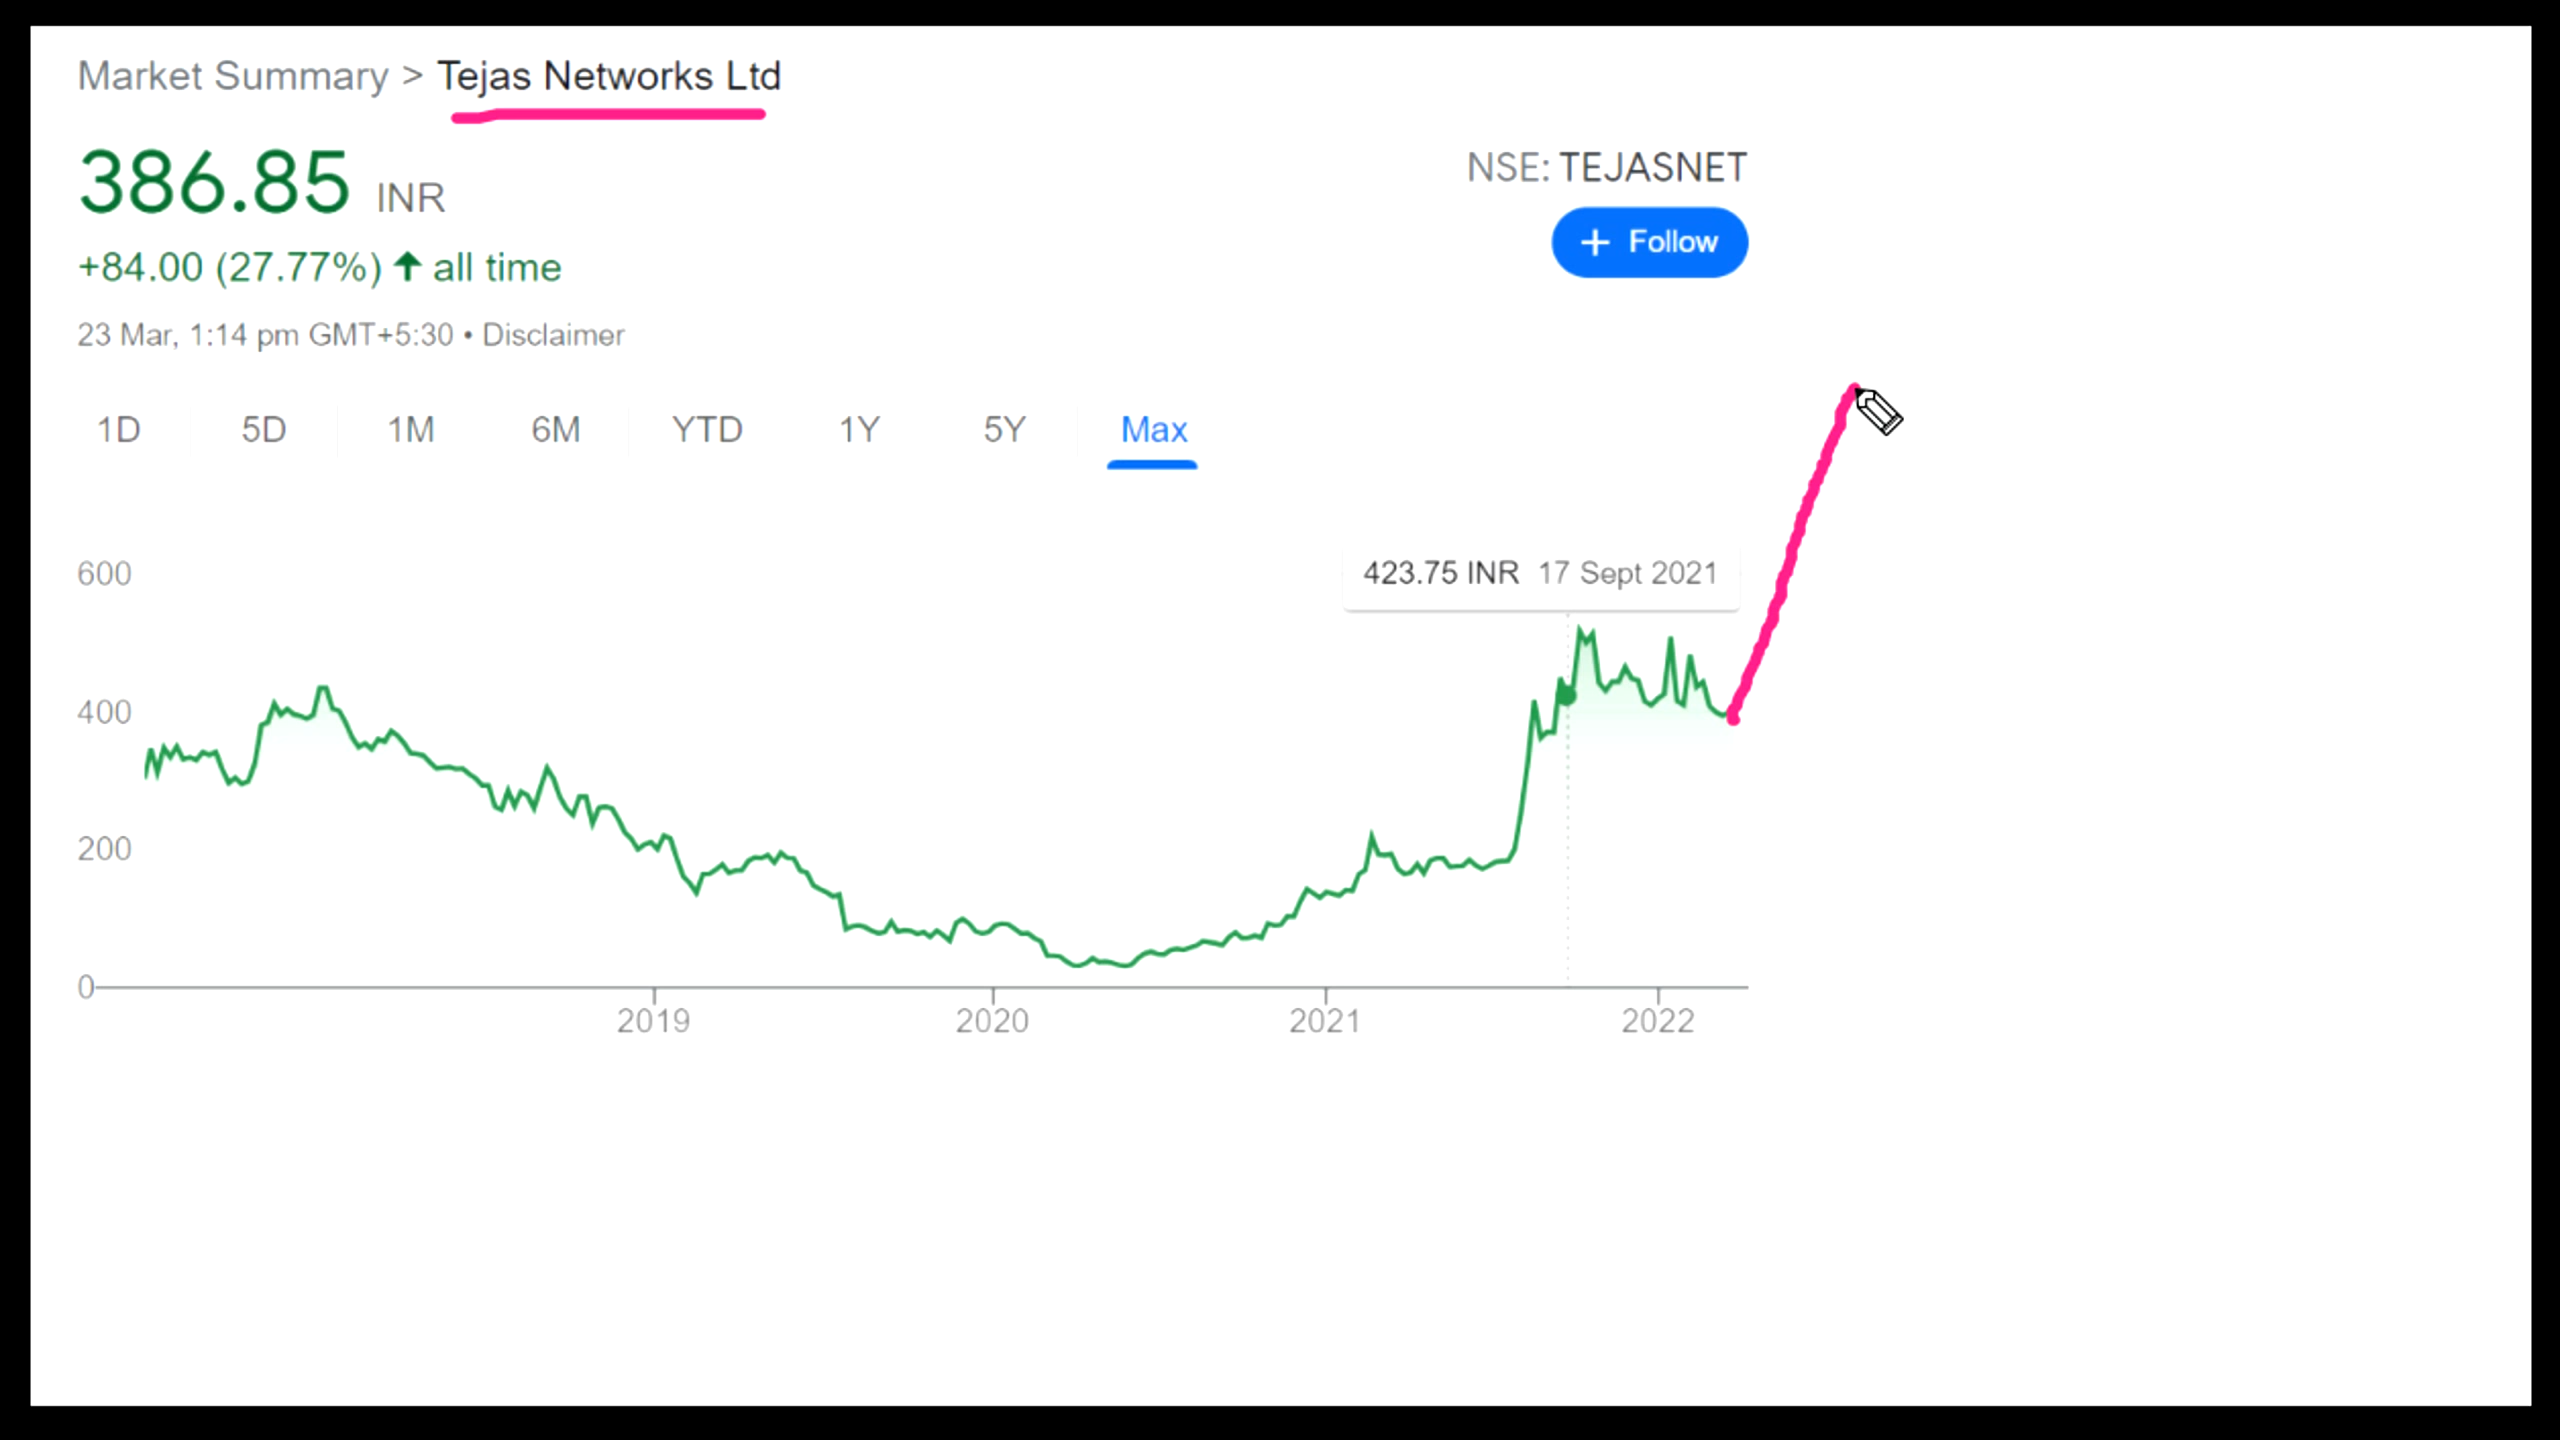 Market Summary > Tejas Networks Ltd
386.85 INR
NSE: TEJASNET
+ Follow
+84.00 (27.77%) ↑ all time
23 Mar, 1:14 pm GMT+5:30 • Disclaimer
1D 5D 1M 6M YTD 1Y 5Y Max
423.75 INR 17 Sept 2021
600
400
200
0
2019 2020 2021 2022